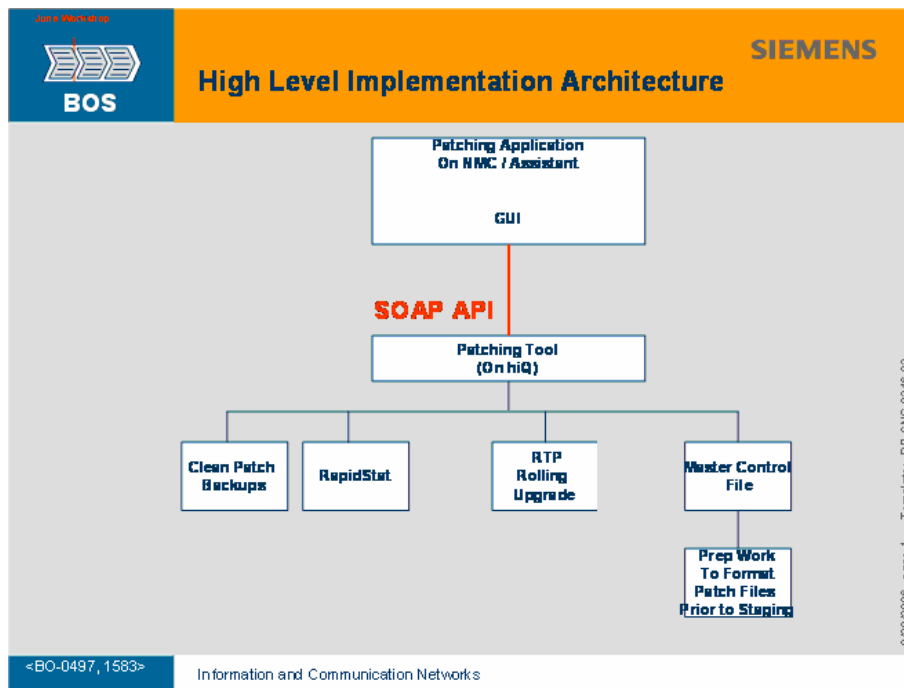 June Workshop
BOS
SIEMENS
High Level Implementation Architecture
Patching Application
On NMC / Assistant
GUI
SOAP API
Patching Tool
(On hiQ)
Clean Patch
Backups
RapidStat
RTP
Rolling
Upgrade
Master Control
File
Prep Work
To Format
Patch Files
Prior to Staging
<BO-0497, 1583>
Information and Communication Networks